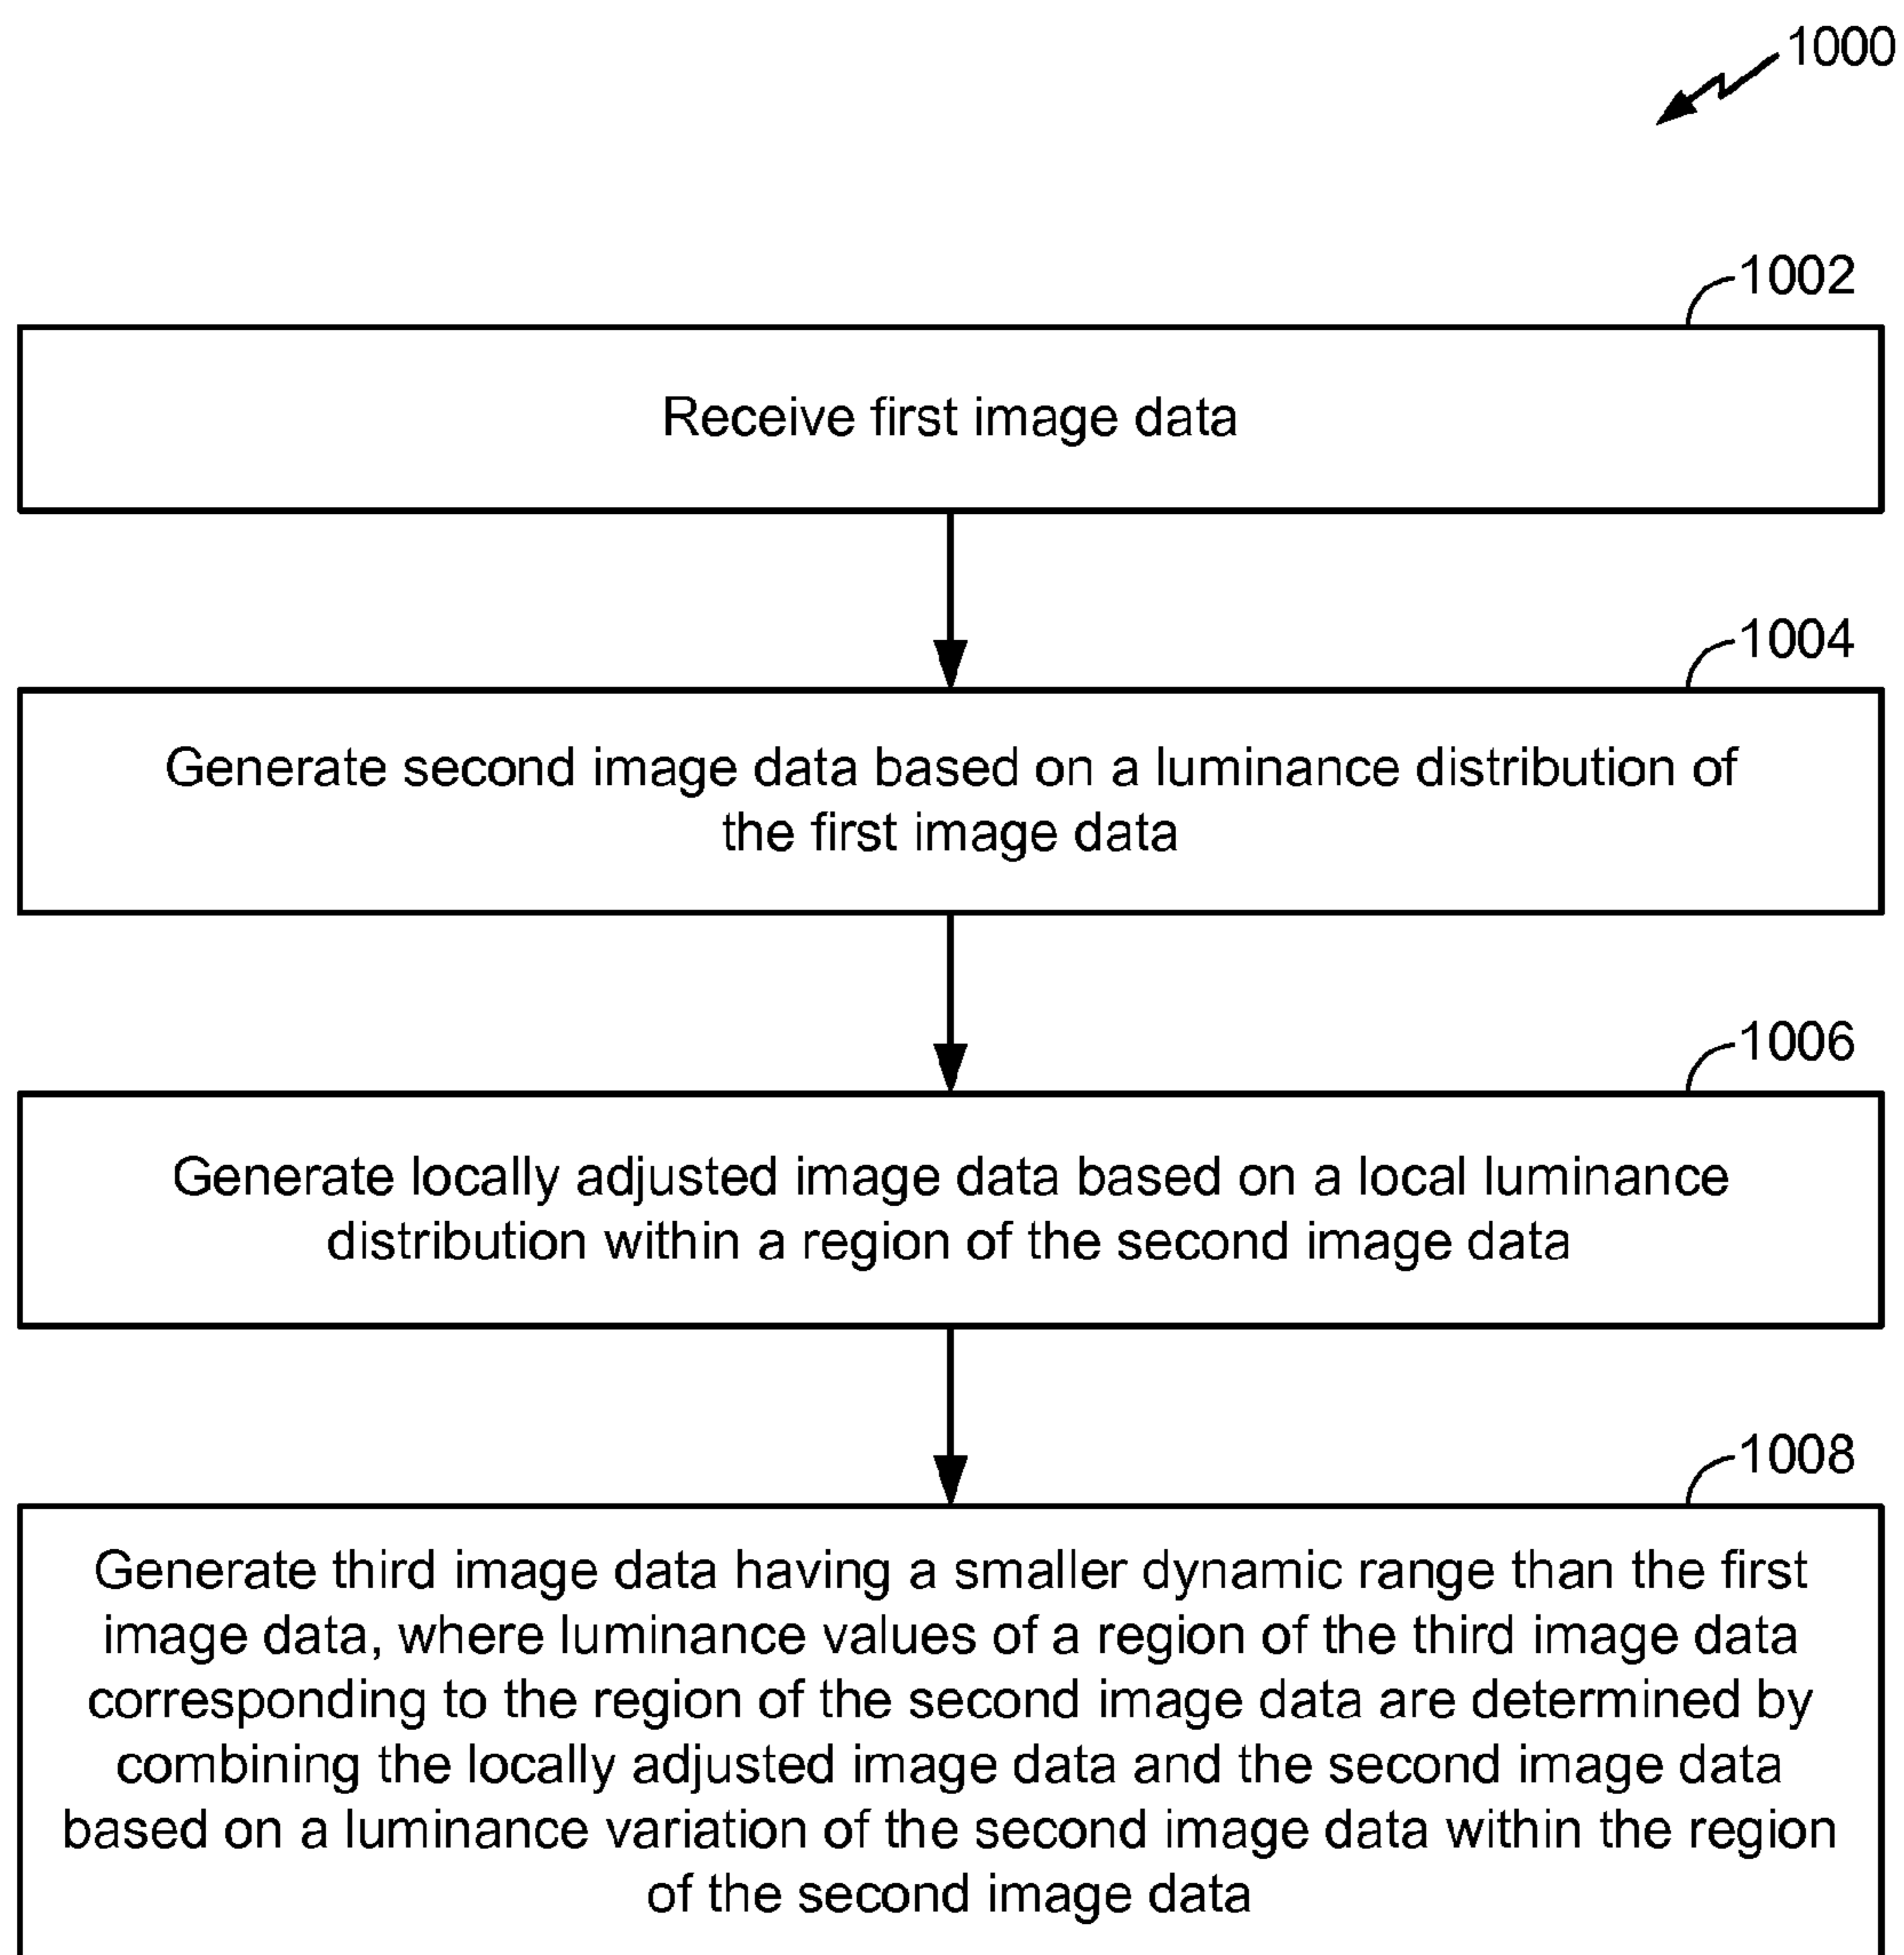 1000
1002
Receive first image data
1004
Generate second image data based on a luminance distribution of
the first image data
1006
Generate locally adjusted image data based on a local luminance
distribution within a region of the second image data
1008
Generate third image data having a smaller dynamic range than the first
image data, where luminance values of a region of the third image data
corresponding to the region of the second image data are determined by
combining the locally adjusted image data and the second image data
based on a luminance variation of the second image data within the region
of the second image data